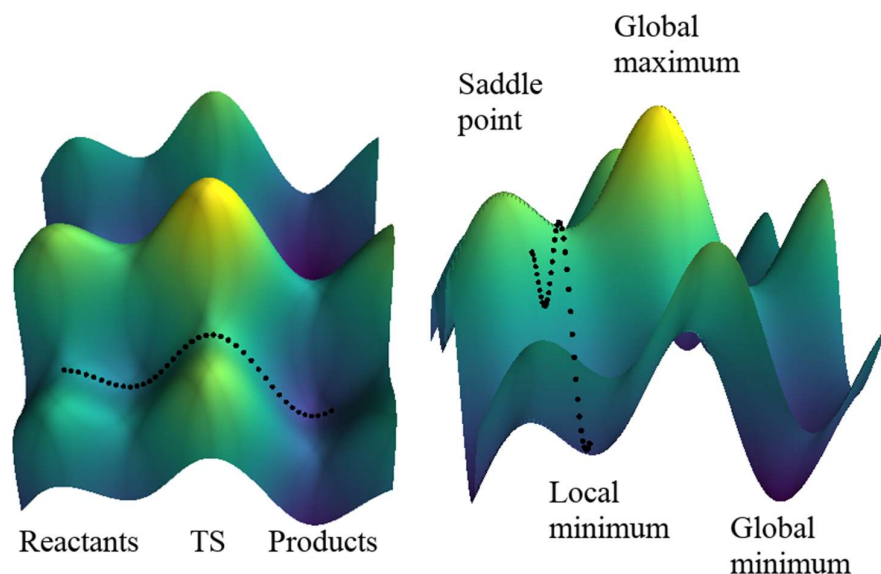 Global
maximum
Saddle
point
Local
minimum
Global
minimum
Reactants TS Products